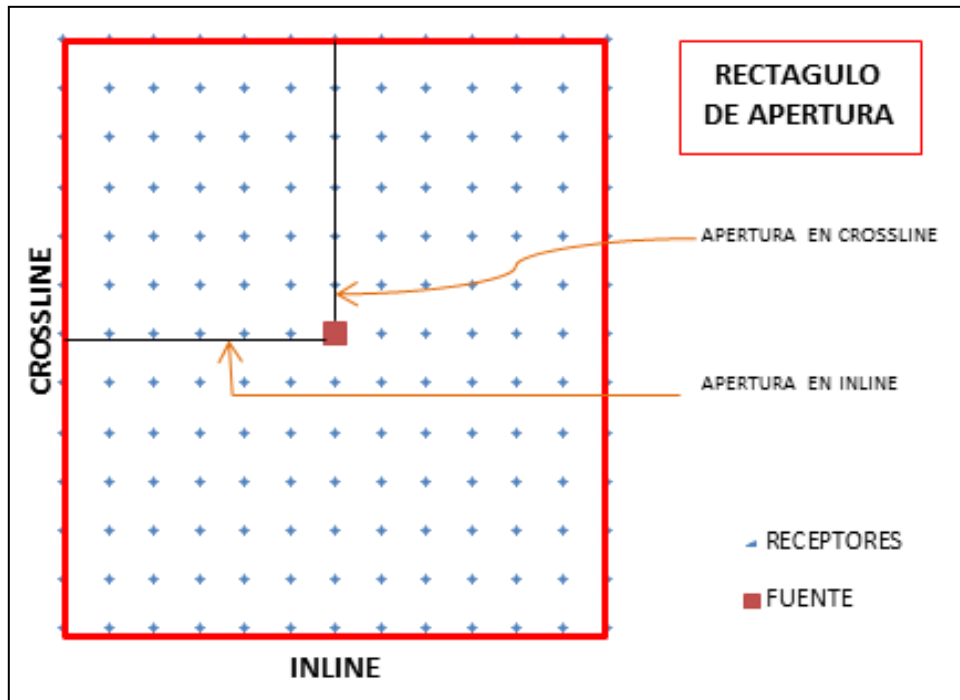 RECTAGULO
DE APERTURA
APERTURA EN CROSSLINE
CROSSLINE
APERTURA EN INLINE
RECEPTORES
FUENTE
INLINE